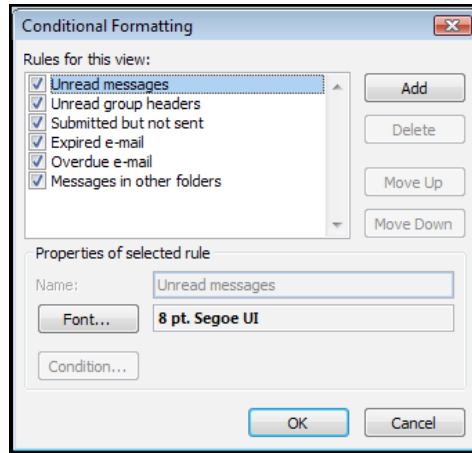 Conditional Formatting
Rules for this view:
Unread messages
Unread group headers
Submitted but not sent
Expired e-mail
Overdue e-mail
Messages in other folders
Add
Delete
Move Up
Move Down
Properties of selected rule
Name: Unread messages
Font... 8 pt. Segoe UI
Condition...
OK Cancel